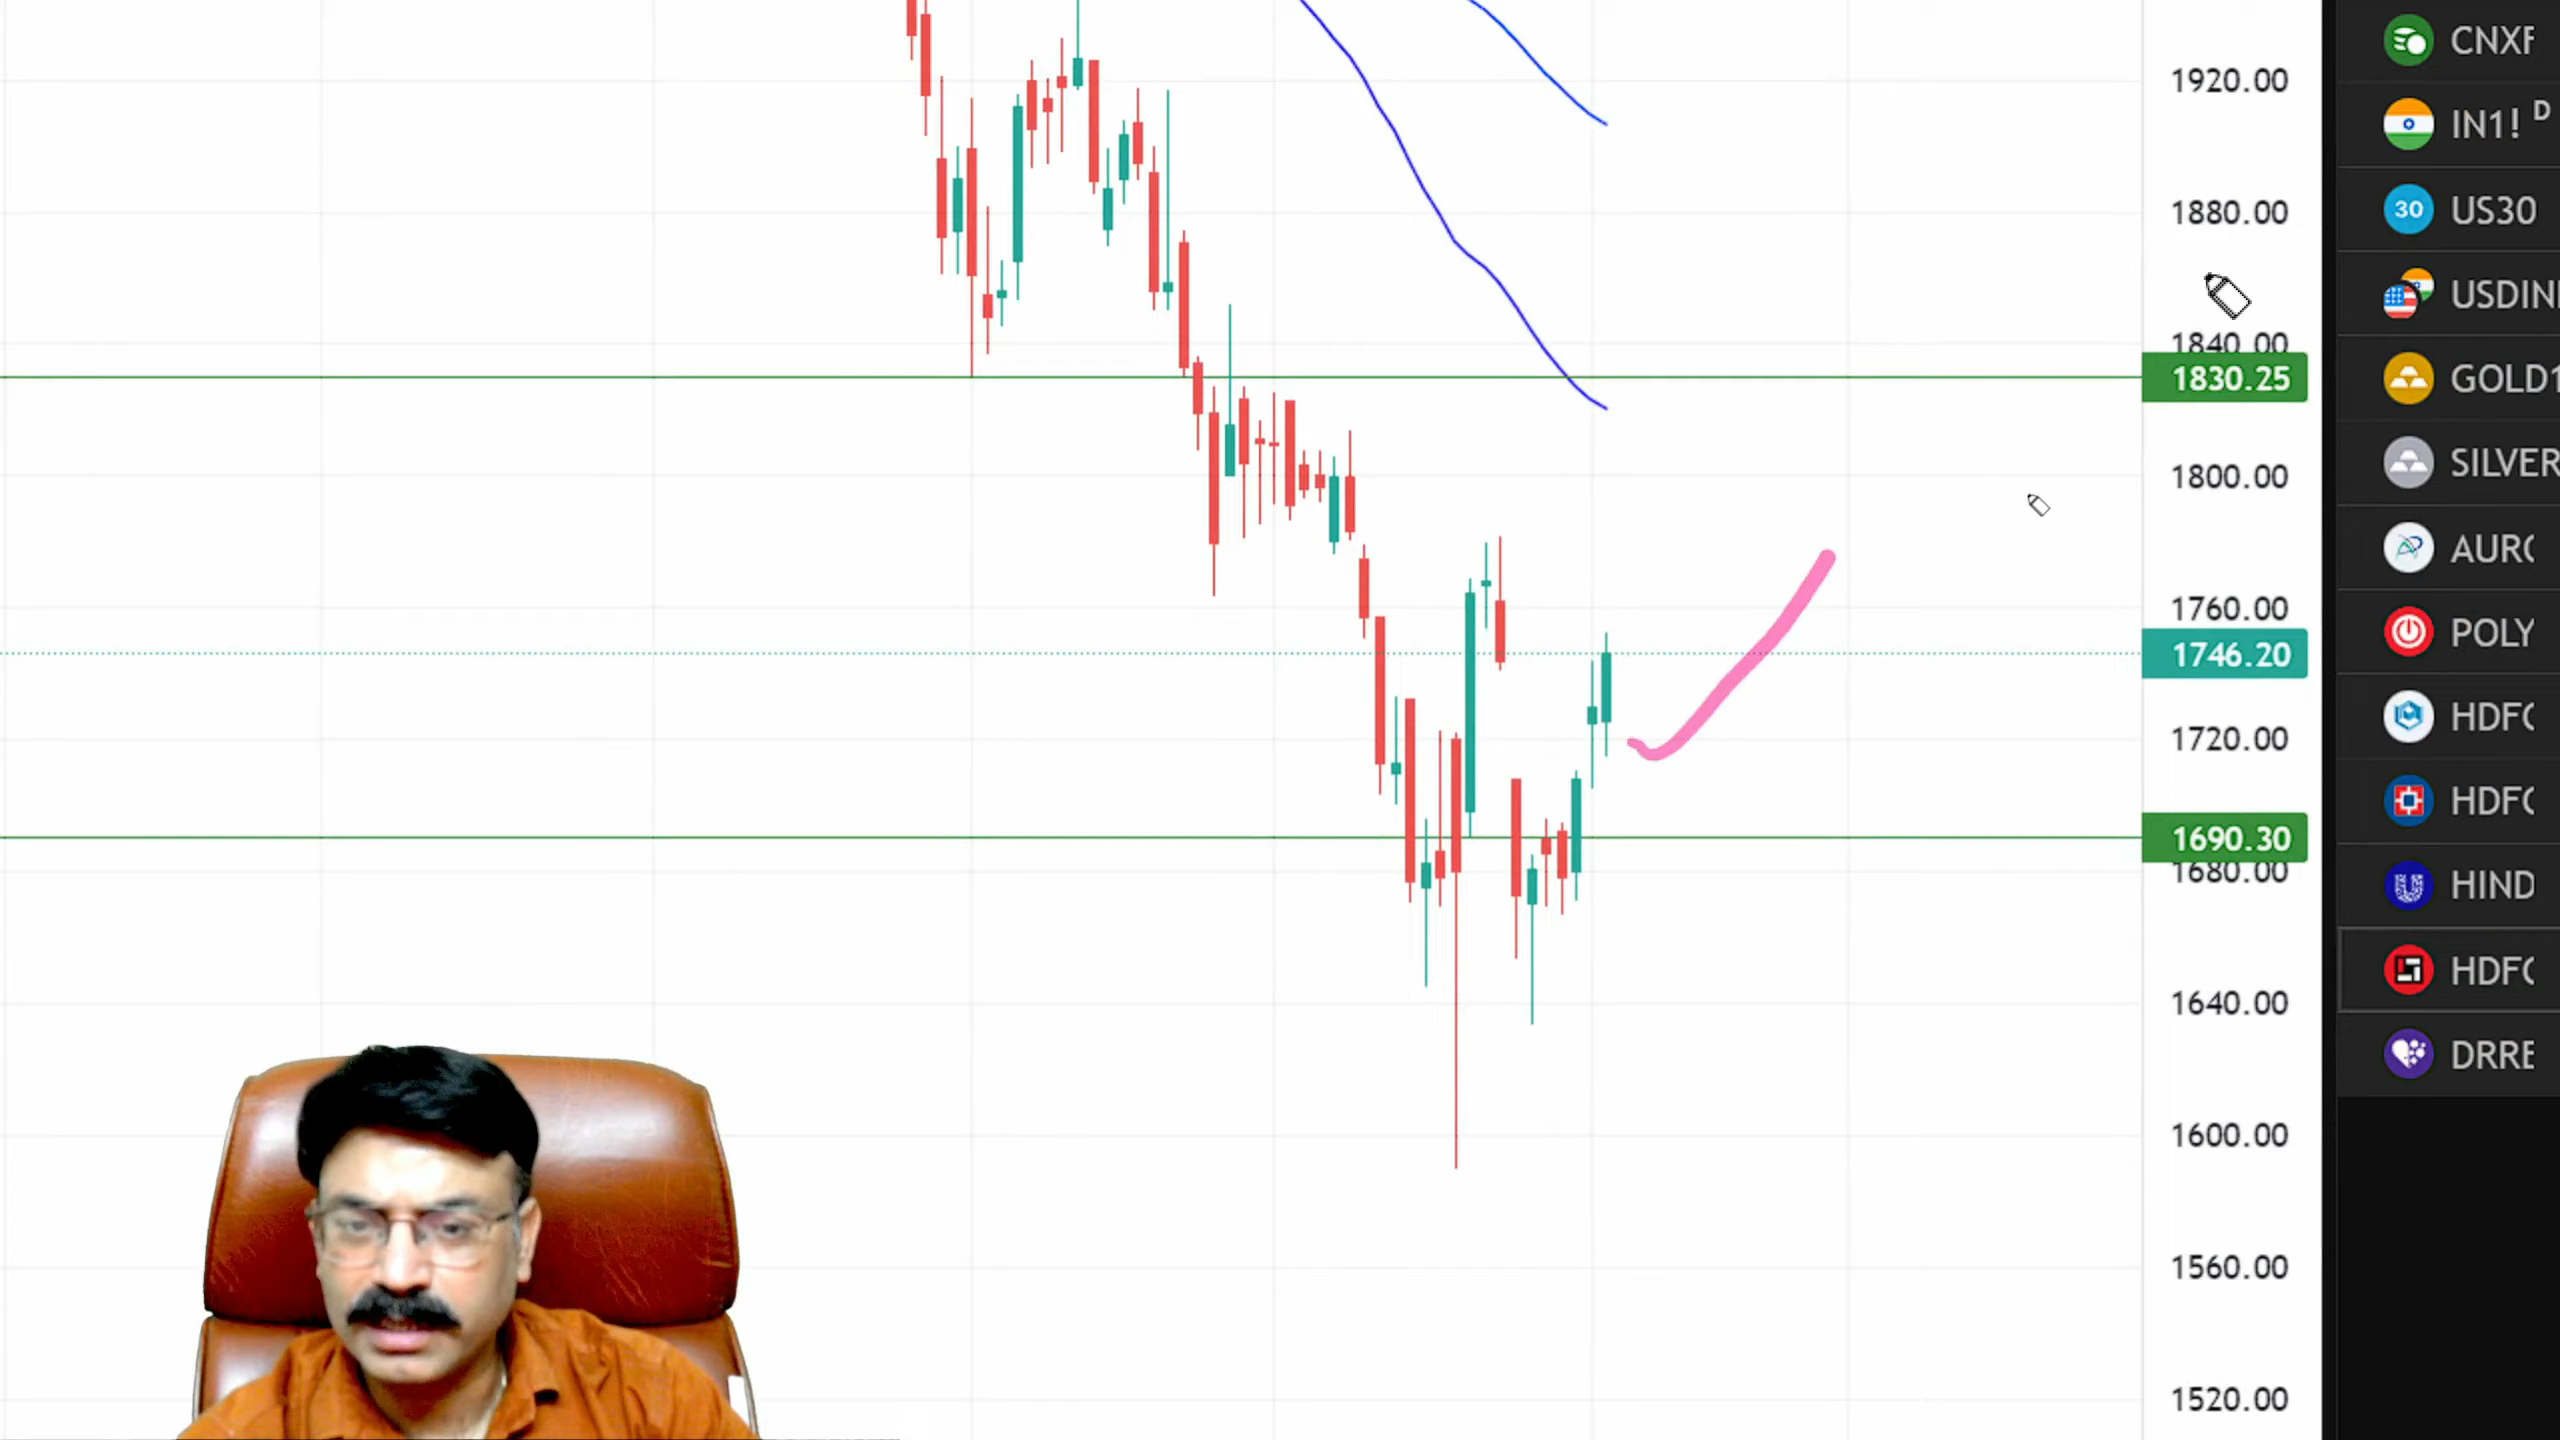 1920.00
1880.00
1840.00
1830.25
1800.00
1760.00
1746.20
1720.00
1690.30
1680.00
1640.00
1600.00
1560.00
1520.00
CNXF
IN1! D
30 US30
USDIN
GOLD1
SILVER
AURO
POLY
HDFC
HDFC
HIND
HDFC
DRRE